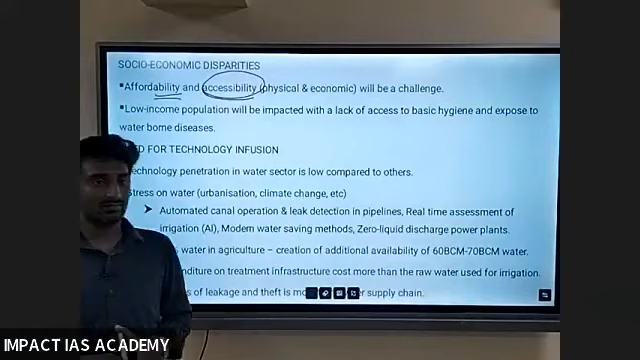 SOCIO-ECONOMIC DISPARITIES
▪Affordability and accessibility (physical & economic) will be a challenge.
▪Low-income population will be impacted with a lack of access to basic hygiene and expose to
water borne diseases.
FOR TECHNOLOGY INFUSION
echnology penetration in water sector is low compared to others.
Stress on water (urbanisation, climate change, etc)
➤ Automated canal operation & leak detection in pipelines, Real time assessment of
irrigation (AI), Modern water saving methods, Zero-liquid discharge power plants.
water in agriculture – creation of additional availability of 60BCM-70BCM water.
nditure on treatment infrastructure cost more than the raw water used for irrigation.
of leakage and theft is supply chain.
IMPACT IAS ACADEMY